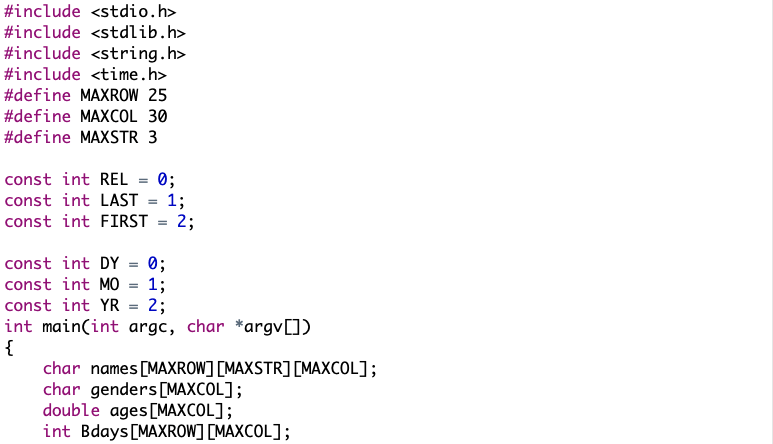 #include <stdio.h>
#include <stdlib.h>
#include <string.h>
#include <time.h>
#define MAXROW 25
#define MAXCOL 30
#define MAXSTR 3
const int REL = 0;
const int LAST = 1;
const int FIRST = 2;
const int DY = 0;
const int MO = 1;
const int YR = 2;
int main(int argc, char *argv[])
{
    char names[MAXROW][MAXSTR][MAXCOL];
    char genders[MAXCOL];
    double ages[MAXCOL];
    int Bdays[MAXROW][MAXCOL];